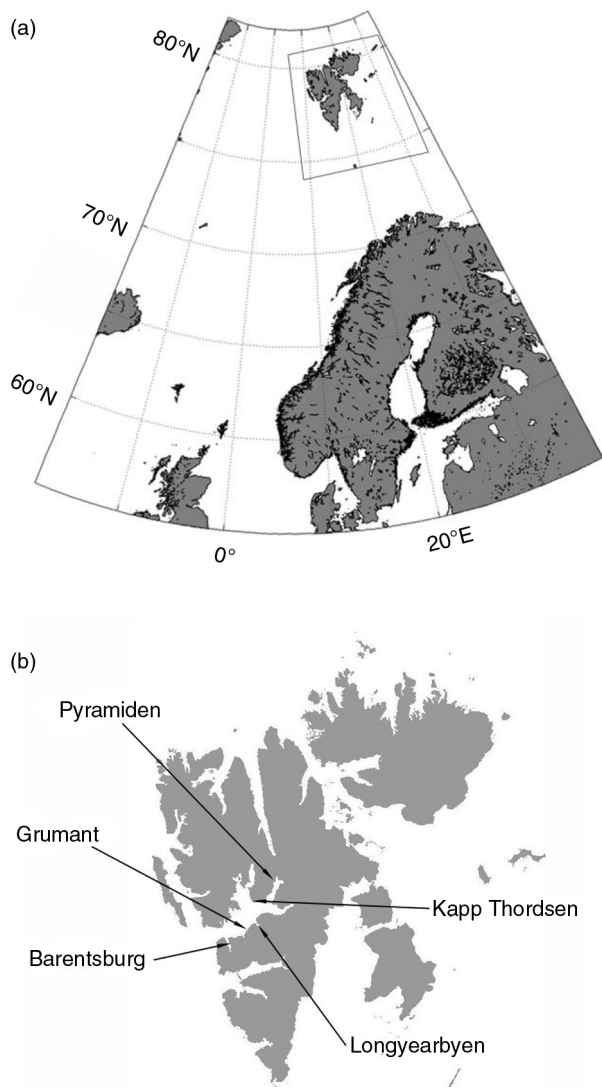 (a)
80°N
70°N
60°N
0°
20°E
(b)
Pyramiden
Grumant
Kapp Thordsen
Barentsburg
Longyearbyen